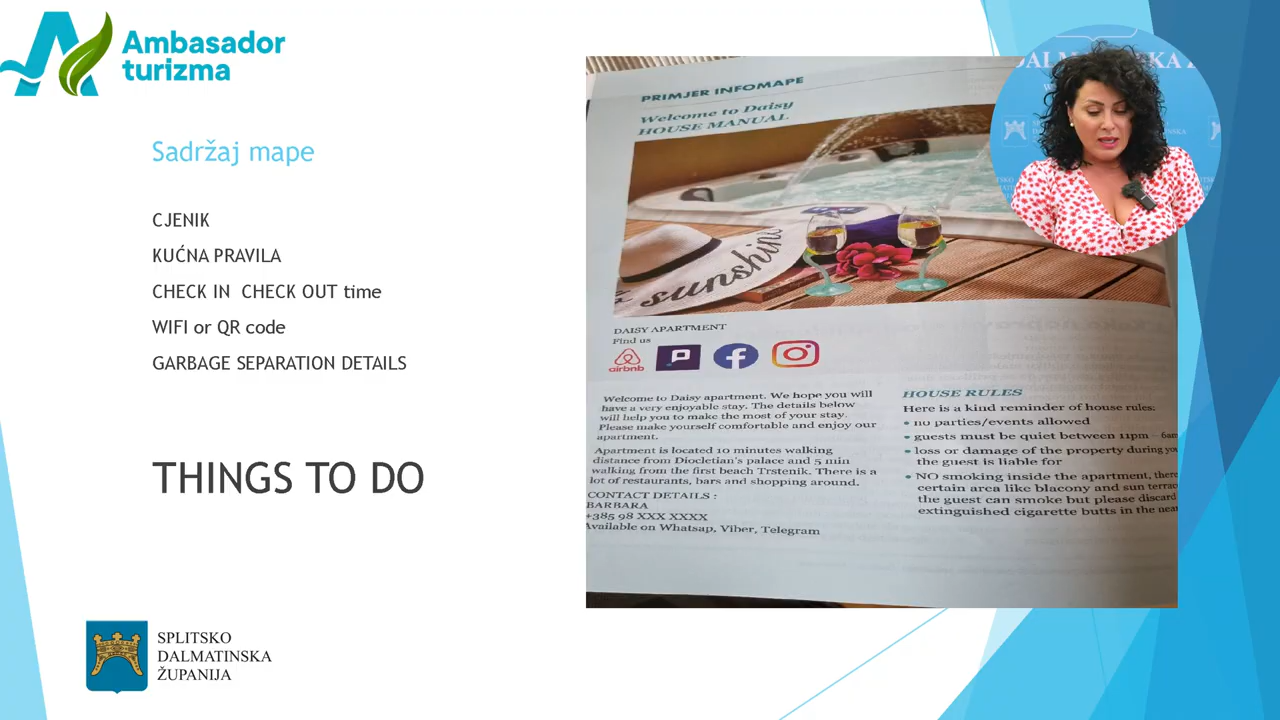 Ambasador
turizma
Sadržaj mape
CJENIK
KUĆNA PRAVILA
CHECK IN  CHECK OUT time
WIFI or QR code
GARBAGE SEPARATION DETAILS
THINGS TO DO
SPLITSKO
DALMATINSKA
ŽUPANIJA
PRIMJER INFOMAPE
Welcome to Daisy
HOUSE MANUAL
sunshine
DAISY APARTMENT
Find us
airbnb
Welcome to Daisy apartment. We hope you will
have a very enjoyable stay. The details below
will help you to make the most of your stay.
Please make yourself comfortable and enjoy our
apartment.
Apartment is located 10 minutes walking
distance from Diocletian's palace and 5 min
walking from the first beach Trstenik. There is a
lot of restaurants, bars and shopping around.
CONTACT DETAILS :
BARBARA
+385 98 XXX XXXX
Available on Whatsap, Viber, Telegram
HOUSE RULES
Here is a kind reminder of house rules:
• no parties/events allowed
• guests must be quiet between 11pm – 6am
• loss or damage of the property during you
the guest is liable for
• NO smoking inside the apartment, there
certain area like blacony and sun terrac
the guest can smoke but please discard
extinguished cigarette butts in the near
DALMATINSKA